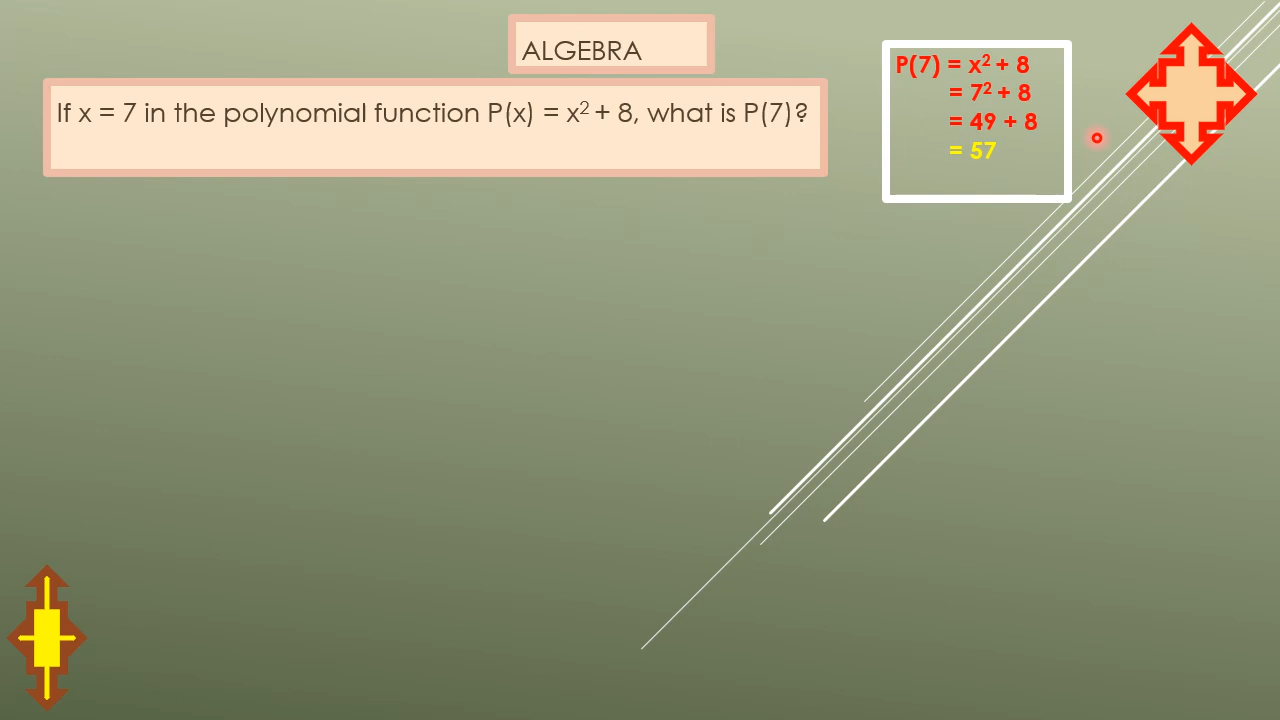 ALGEBRA
If x = 7 in the polynomial function P(x) = x² + 8, what is P(7)?
P(7) = x² + 8
= 7² + 8
= 49 + 8
= 57